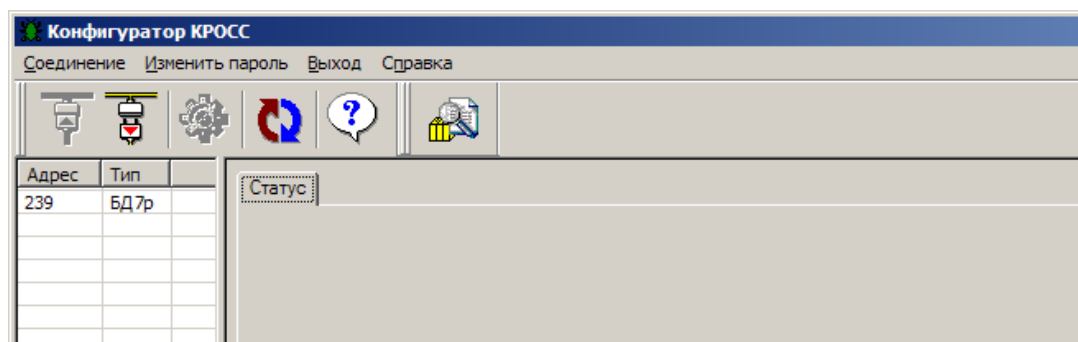 Конфигуратор КРОСС
Соединение Изменить пароль Выход Справка
?
Адрес Тип
Статус
239 БД7р